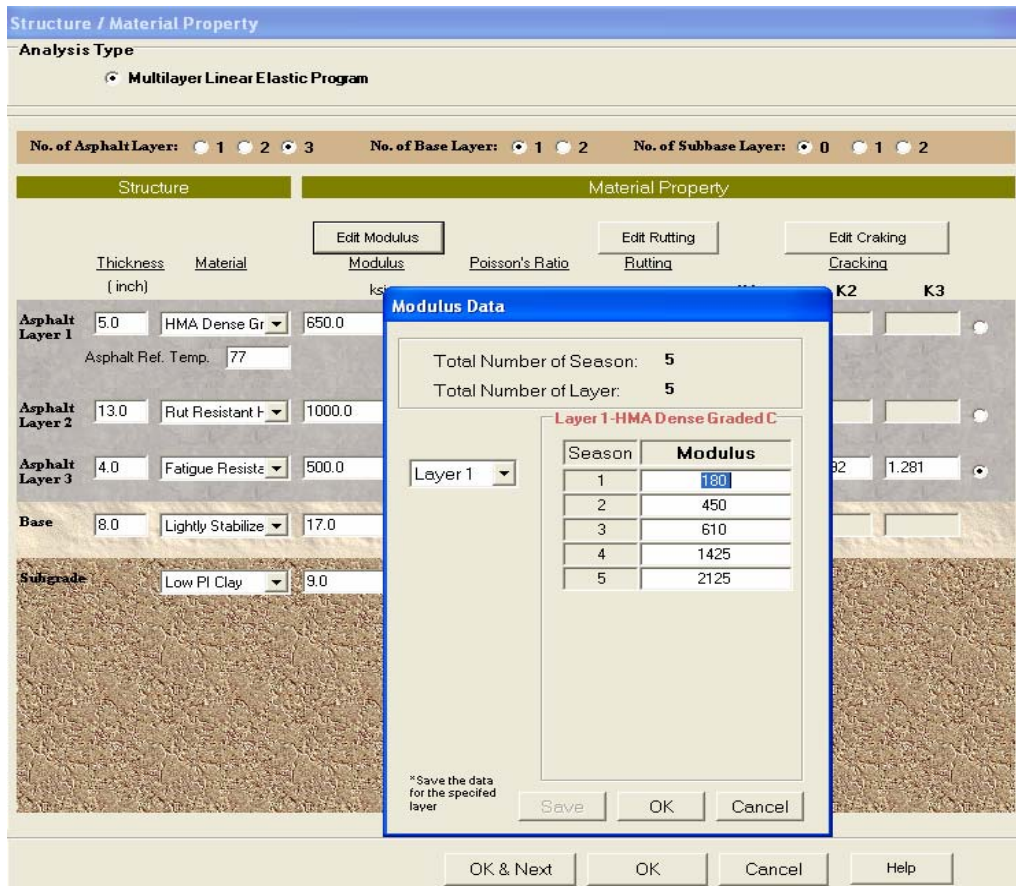 Structure / Material Property
Analysis Type
Multilayer Linear Elastic Program
No. of Asphalt Layer: 1 2 3 No. of Base Layer: 1 2 No. of Subbase Layer: 0 1 2
Structure Material Property
Edit Modulus Edit Rutting Edit Craking
Thickness Material Modulus Poisson's Ratio Rutting Cracking
( inch)
K2 K3
Asphalt Layer 1 5.0 HMA Dense Gr 650.0
Asphalt Ref. Temp. 77
Asphalt Layer 2 13.0 Rut Resistant H 1000.0
Asphalt Layer 3 4.0 Fatigue Resista 500.0 92 1.281
Base 8.0 Lightly Stabilize 17.0
Subgrade Low PI Clay 9.0
Modulus Data
Total Number of Season: 5
Total Number of Layer: 5
Layer 1-HMA Dense Graded C
Layer 1
Season Modulus
1 180
2 450
3 610
4 1425
5 2125
*Save the data
for the specifed
layer
Save OK Cancel
OK & Next OK Cancel Help